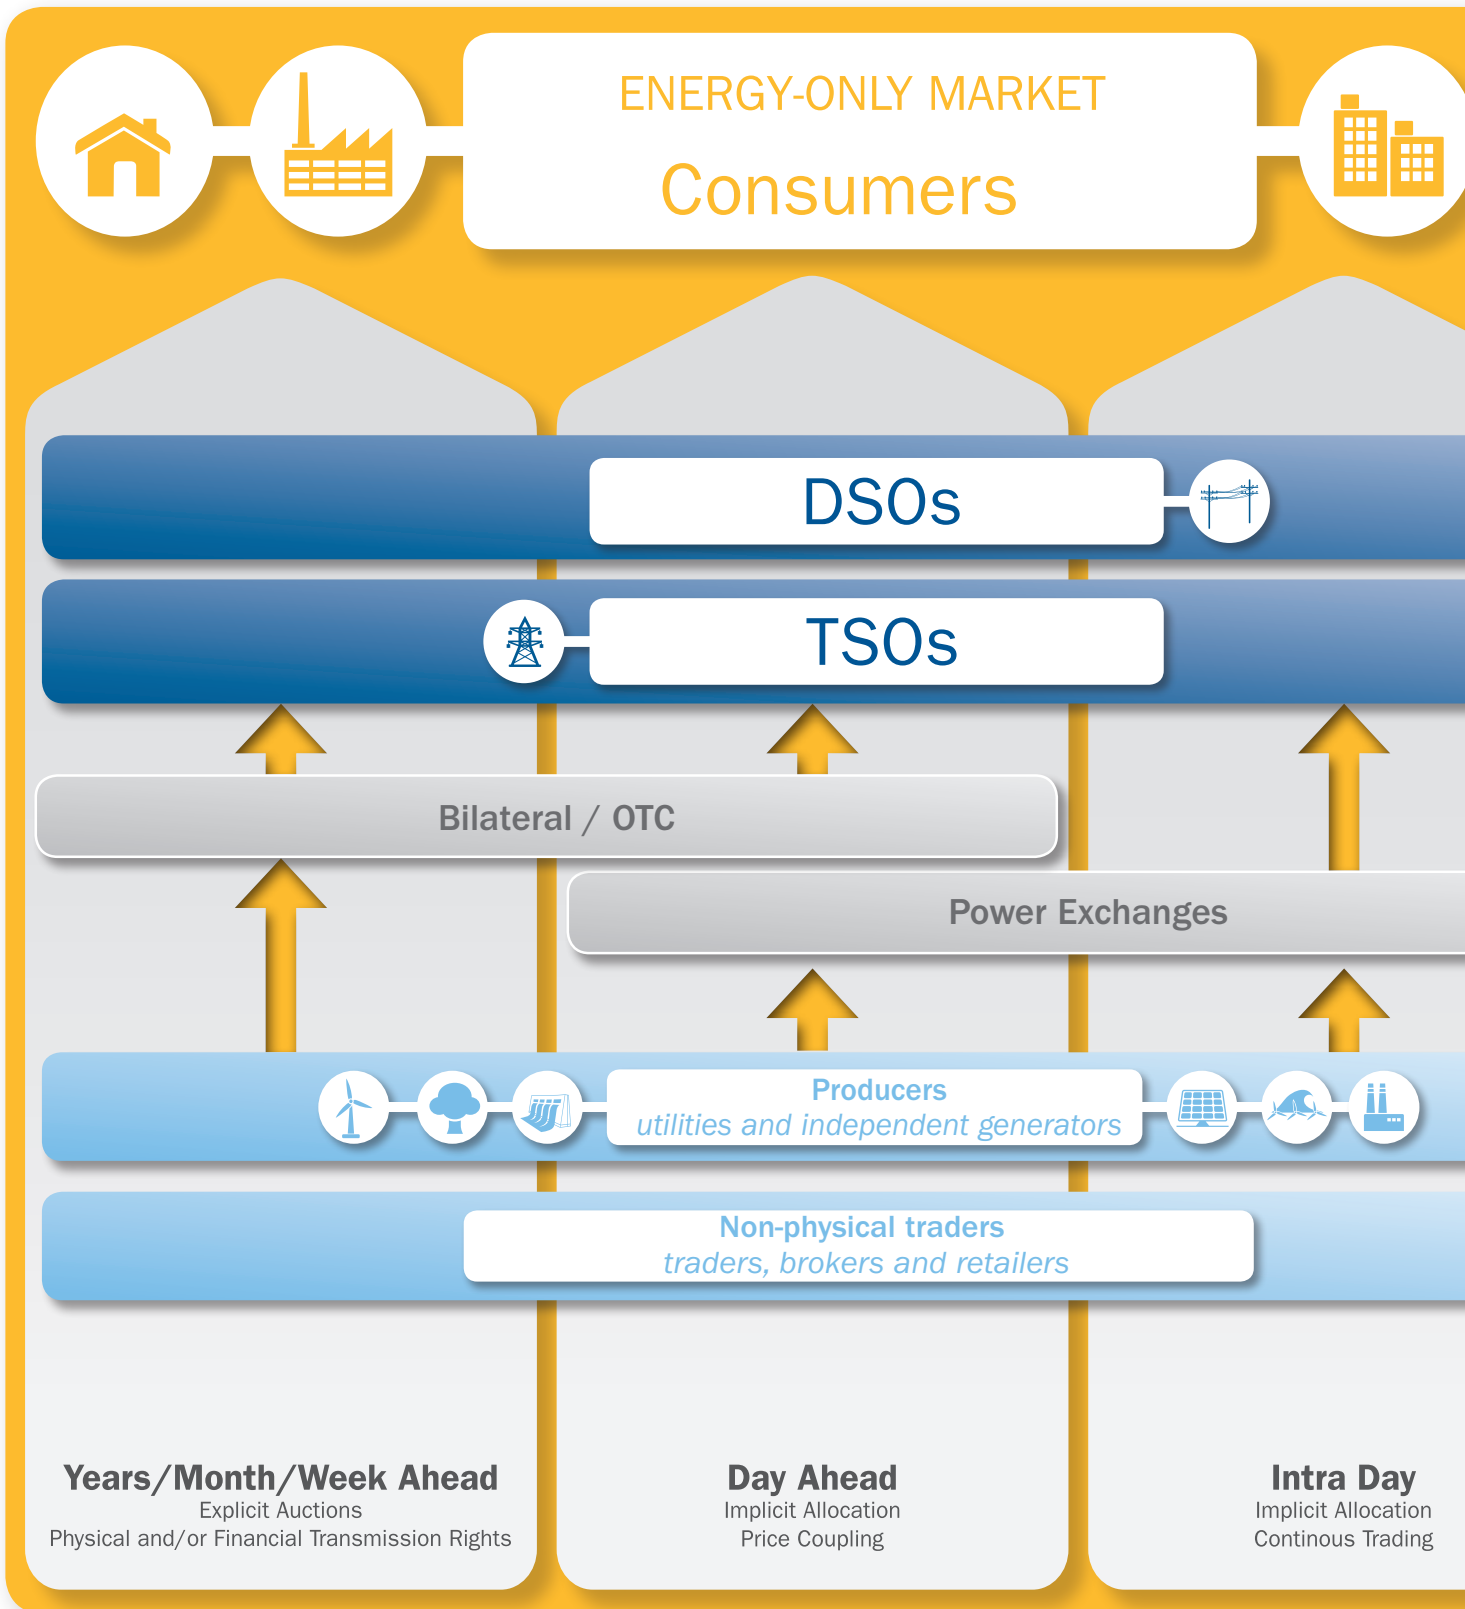 ENERGY-ONLY MARKET
Consumers
DSOs
TSOs
Bilateral / OTC
Power Exchanges
Producers
utilities and independent generators
Non-physical traders
traders, brokers and retailers
Years/Month/Week Ahead
Explicit Auctions
Physical and/or Financial Transmission Rights
Day Ahead
Implicit Allocation
Price Coupling
Intra Day
Implicit Allocation
Continous Trading